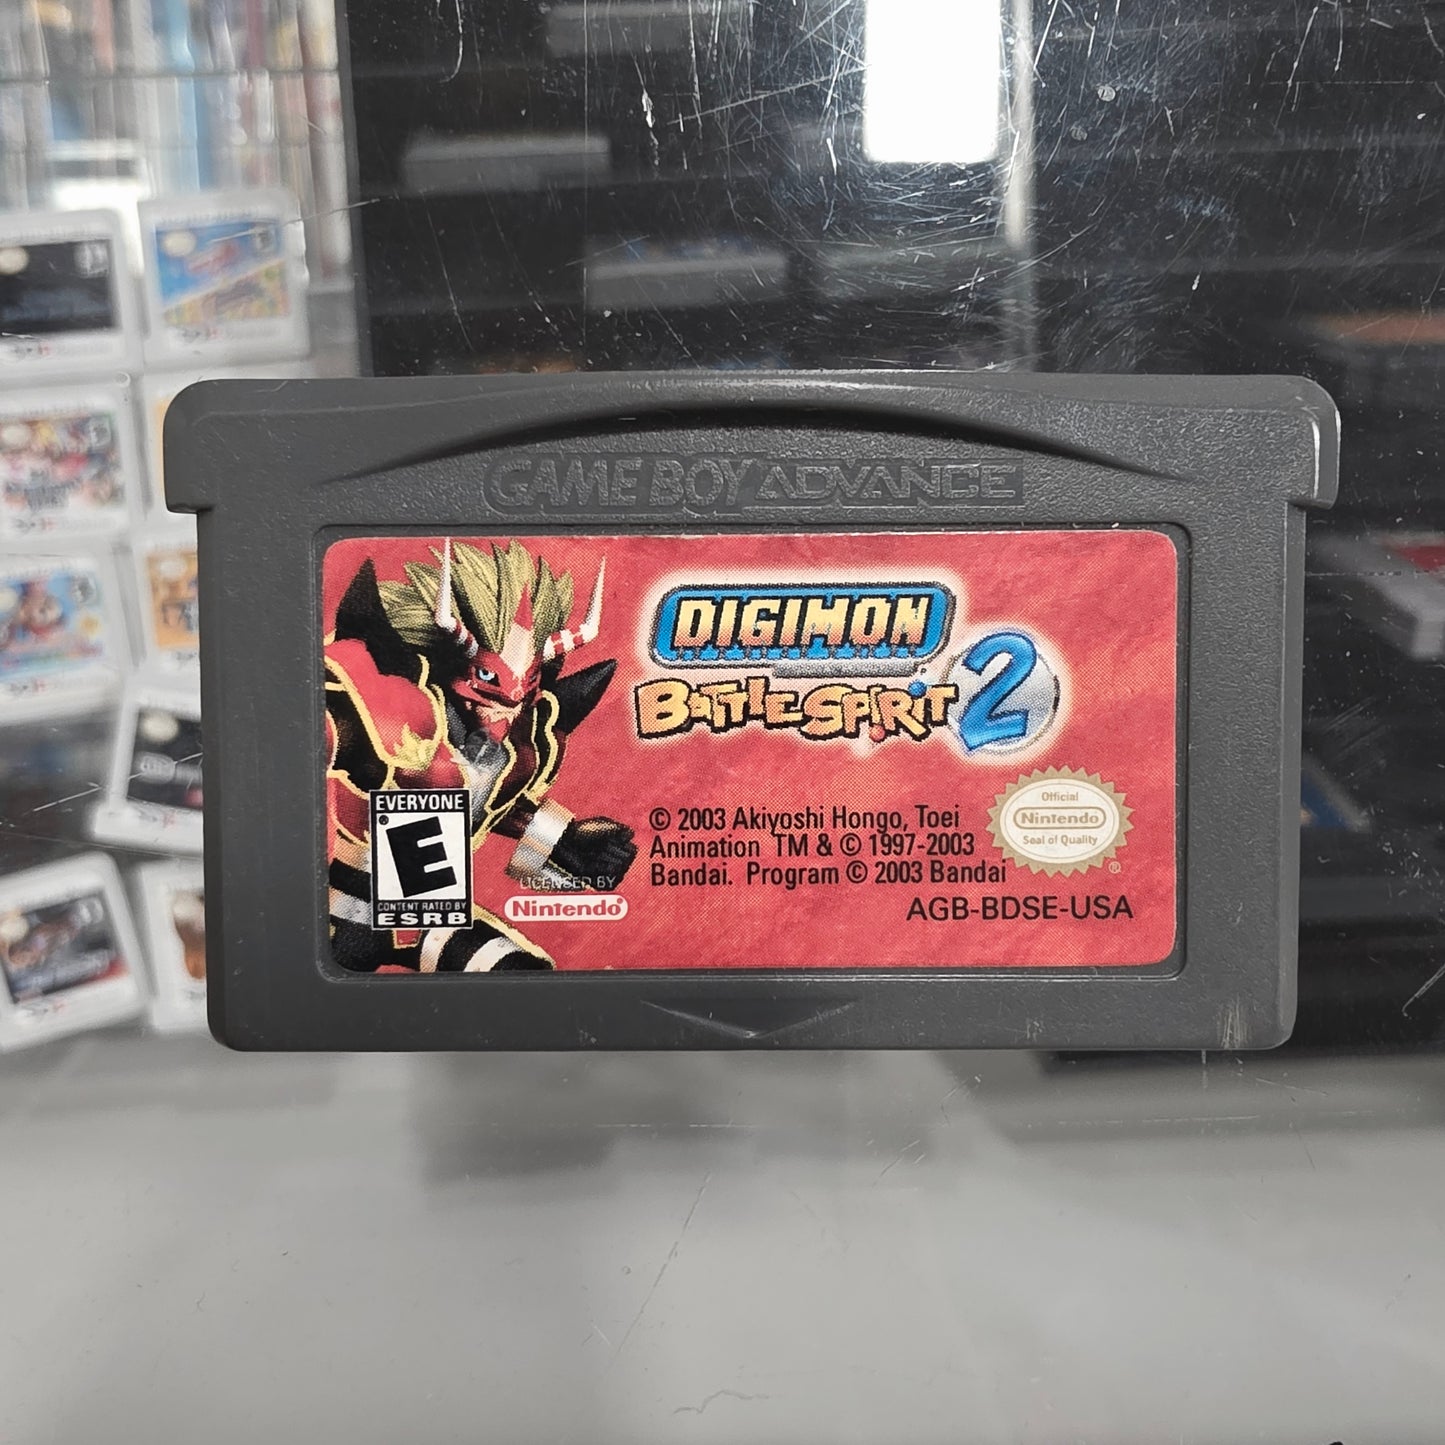 GAME BOY ADVANCE
DIGIMON
BATTLE SPIRIT 2
EVERYONE
E
CONTENT RATED BY
ESRB
LICENSED BY
Nintendo®
© 2003 Akiyoshi Hongo, Toei
Animation TM & © 1997-2003
Bandai. Program © 2003 Bandai
AGB-BDSE-USA
Official
Nintendo
Seal of Quality
®